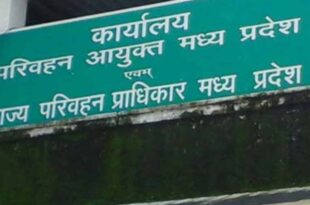 कार्यालय
परिवहन आयुक्त मध्य प्रदेश
एवम्
राज्य परिवहन प्राधिकार मध्य प्रदेश